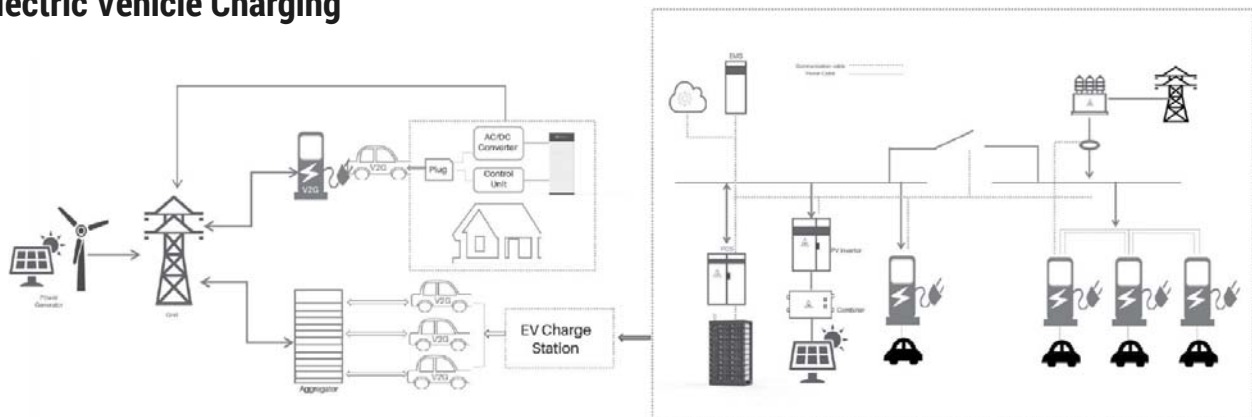 lectric Vehicle Charging
EMS
Communication cable
Power Cable
AC/DC
Converter
V2G
V2G
Plug
Control
Unit
PCS
PV Invertor
Combiner
Power
Generator
Grid
V2G
V2G
V2G
EV Charge
Station
Aggregator